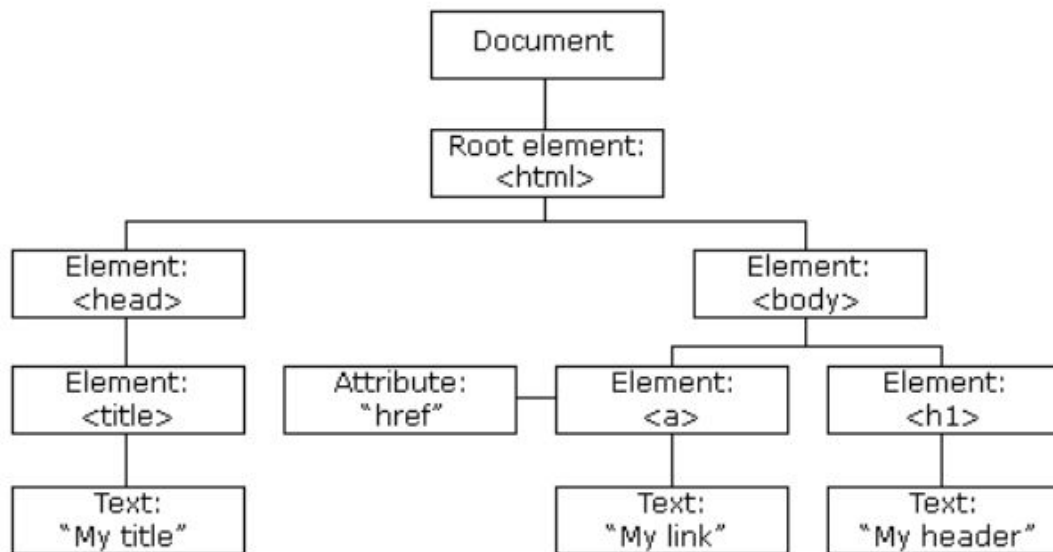 Document
Root element:
<html>
Element:
<head>
Element:
<body>
Element:
<title>
Attribute:
“href”
Element:
<a>
Element:
<h1>
Text:
“My title”
Text:
“My link”
Text:
“My header”